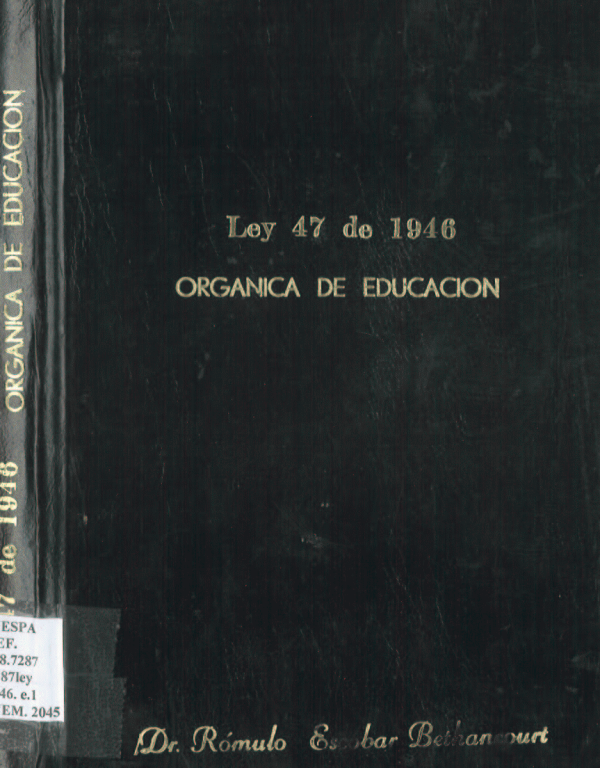 Ley 47 de 1946
ORGANICA DE EDUCACION
Dr. Rómulo Escobar Bethancourt
47 de 1946 ORGANICA DE EDUCACION
ESPA
EF.
8.7287
87ley
46. e.1
EM. 2045